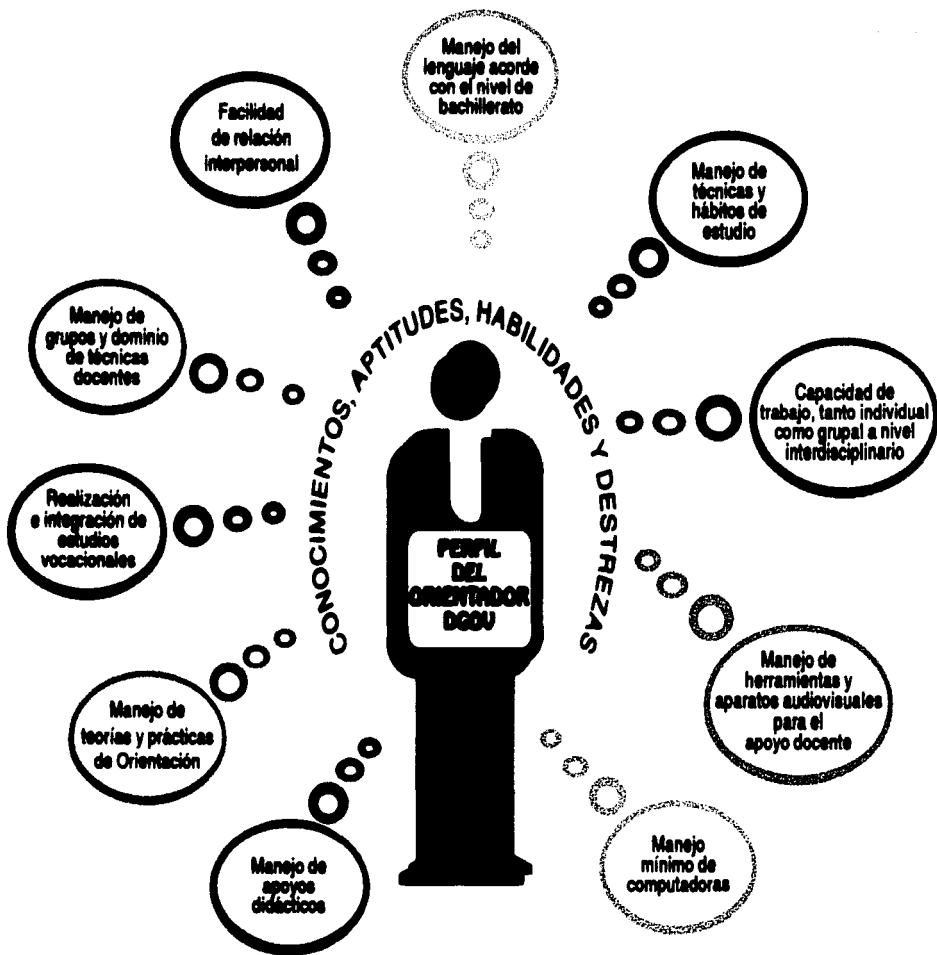 Manejo del
lenguaje acorde
con el nivel de
bachillerato
Facilidad
de relación
interpersonal
Manejo de
técnicas y
hábitos de
estudio
Manejo de
grupos y dominio
de técnicas
docentes
CONOCIMIENTOS, APTITUDES, HABILIDADES Y DESTREZAS
Capacidad de
trabajo, tanto individual
como grupal a nivel
interdisciplinario
Realización
e integración de
estudios
vocacionales
PERFIL
DEL
ORIENTADOR
DGOV
Manejo de
herramientas y
aparatos audiovisuales
para el
apoyo docente
Manejo de
teorías y prácticas
de Orientación
Manejo de
apoyos
didácticos
Manejo
mínimo de
computadoras